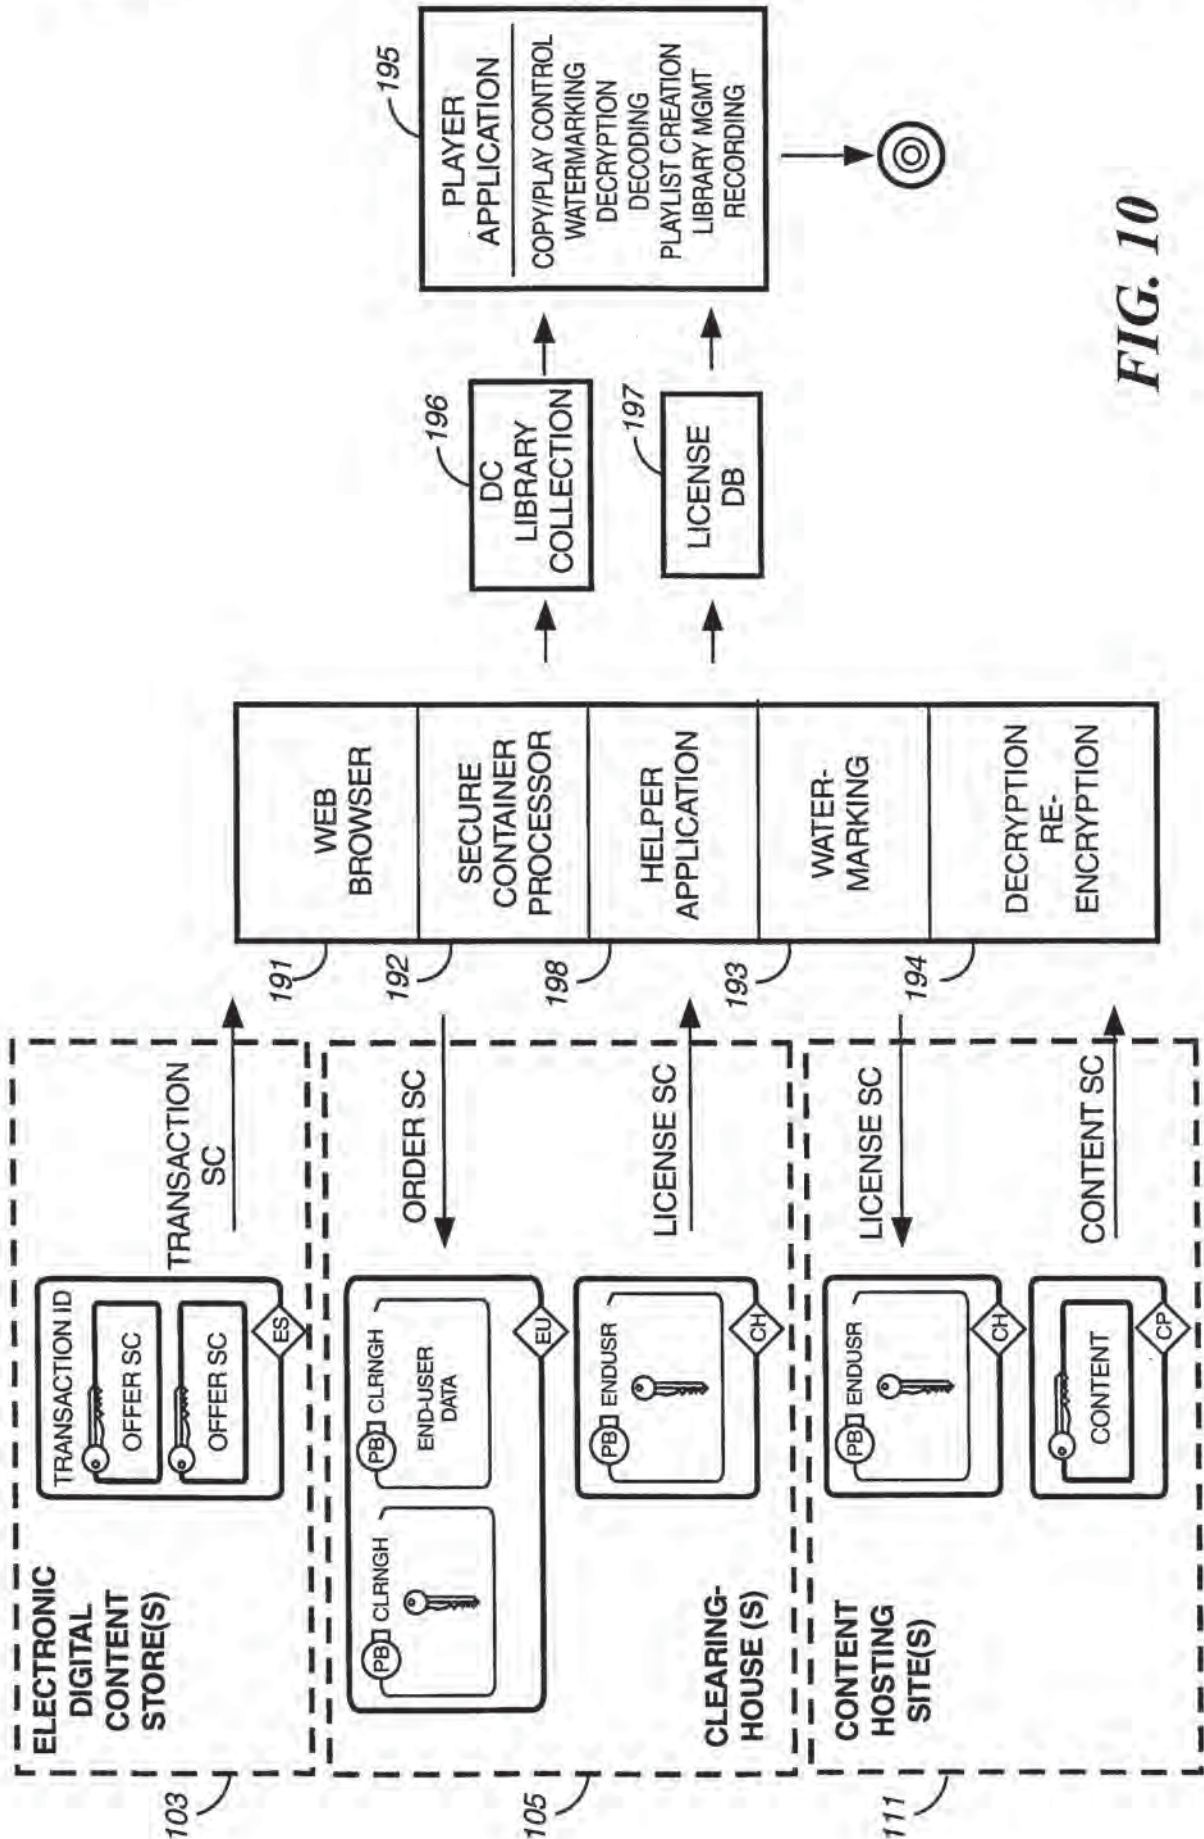 ELECTRONIC
DIGITAL
CONTENT
STORE(S)
103
TRANSACTION ID
OFFER SC
OFFER SC
ES
TRANSACTION
SC
PB CLRNGH
PB CLRNGH
END-USER
DATA
EU
ORDER SC
CLEARING-
HOUSE (S)
105
PB ENDUSR
CH
LICENSE SC
CONTENT
HOSTING
SITE(S)
111
PB ENDUSR
CH
LICENSE SC
CONTENT
CP
CONTENT SC
191
WEB
BROWSER
192
SECURE
CONTAINER
PROCESSOR
198
HELPER
APPLICATION
193
WATER-
MARKING
194
DECRYPTION
RE-
ENCRYPTION
196
DC
LIBRARY
COLLECTION
197
LICENSE
DB
195
PLAYER
APPLICATION
COPY/PLAY CONTROL
WATERMARKING
DECRYPTION
DECODING
PLAYLIST CREATION
LIBRARY MGMT
RECORDING
FIG. 10